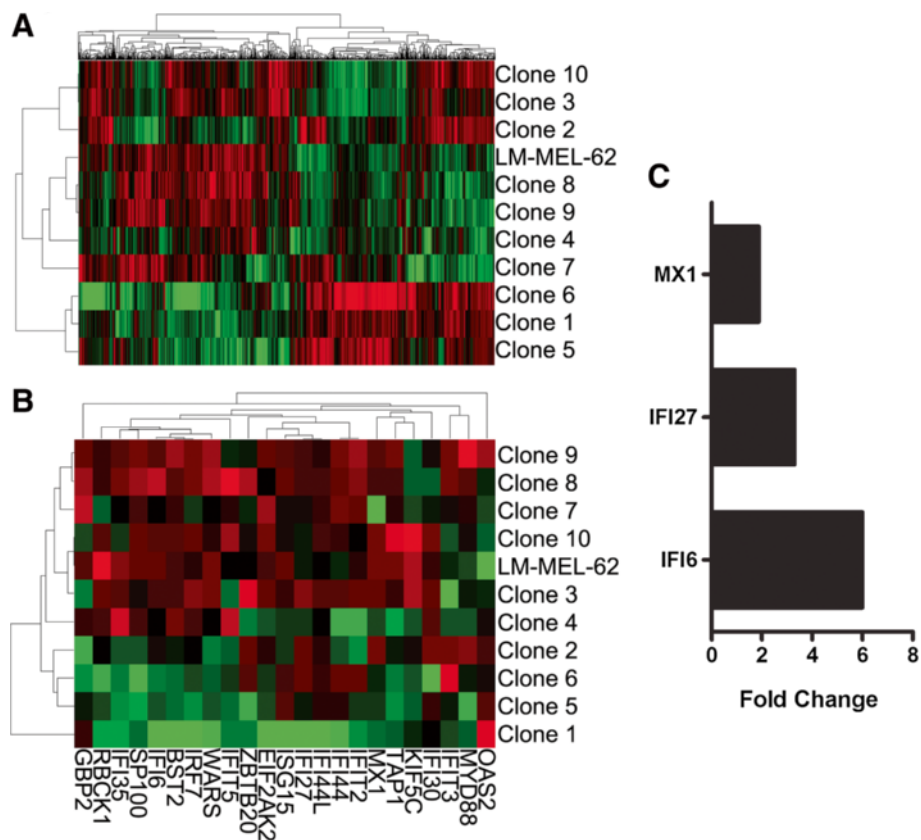 A
Clone 10
Clone 3
Clone 2
LM-MEL-62
Clone 8
Clone 9
Clone 4
Clone 7
Clone 6
Clone 1
Clone 5
B
Clone 9
Clone 8
Clone 7
Clone 10
LM-MEL-62
Clone 3
Clone 4
Clone 2
Clone 6
Clone 5
Clone 1
GBP2
RBCK1
IFI35
SP100
IFI6
BST2
IRF7
WARS
IFIT5
ZBTB20
EIF2AK2
ISG15
IFI27
IFI44L
IFI44
IFIT2
MX1
TAP1
KIF5C
IFI30
IFIT3
MYD88
OAS2
C
MX1
IFI27
IFI6
0 2 4 6 8
Fold Change